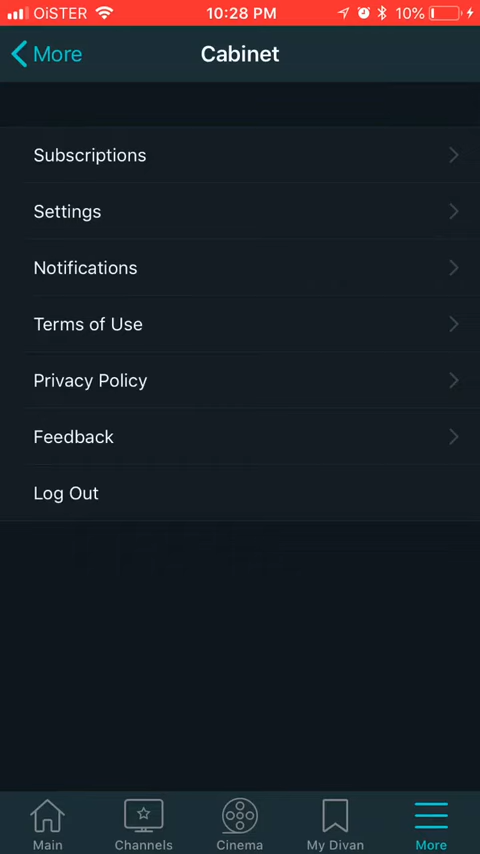 OiSTER 10:28 PM 10%
More Cabinet
Subscriptions
Settings
Notifications
Terms of Use
Privacy Policy
Feedback
Log Out
Main Channels Cinema My Divan More